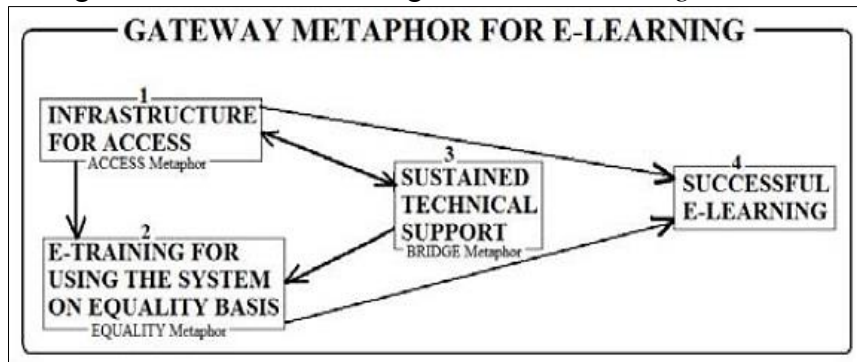 GATEWAY METAPHOR FOR E-LEARNING
1
INFRASTRUCTURE
FOR ACCESS
ACCESS Metaphor
2
E-TRAINING FOR
USING THE SYSTEM
ON EQUALITY BASIS
EQUALITY Metaphor
3
SUSTAINED
TECHNICAL
SUPPORT
BRIDGE Metaphor
4
SUCCESSFUL
E-LEARNING